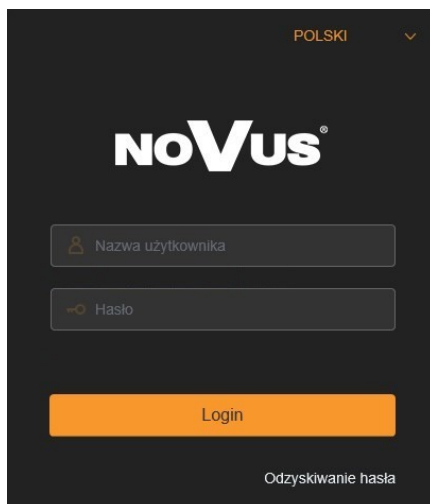 POLSKI
NOVUS®
Nazwa użytkownika
Hasło
Login
Odzyskiwanie hasła